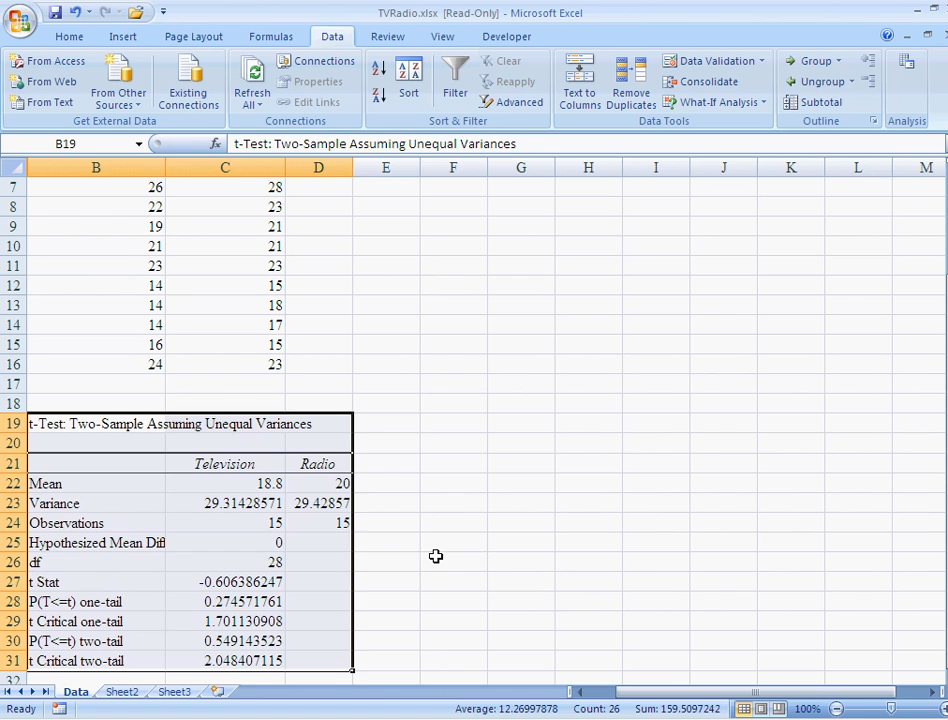 TVRadio.xlsx [Read-Only] - Microsoft Excel
Home Insert Page Layout Formulas Data Review View Developer
From Access
From Web
From Text
From Other Sources
Existing Connections
Get External Data
Refresh All
Connections
Properties
Edit Links
Connections
Sort
Filter
Clear
Reapply
Advanced
Sort & Filter
Text to Columns
Remove Duplicates
Data Validation
Consolidate
What-If Analysis
Data Tools
Group
Ungroup
Subtotal
Outline
Analysis
B19 fx t-Test: Two-Sample Assuming Unequal Variances
B C D E F G H I J K L M
7 26 28
8 22 23
9 19 21
10 21 21
11 23 23
12 14 15
13 14 18
14 14 17
15 16 15
16 24 23
17
18
19 t-Test: Two-Sample Assuming Unequal Variances
20
21 Television Radio
22 Mean 18.8 20
23 Variance 29.31428571 29.42857
24 Observations 15 15
25 Hypothesized Mean Diff 0
26 df 28
27 t Stat -0.606386247
28 P(T<=t) one-tail 0.274571761
29 t Critical one-tail 1.701130908
30 P(T<=t) two-tail 0.549143523
31 t Critical two-tail 2.048407115
32
Data Sheet2 Sheet3
Ready Average: 12.26997878 Count: 26 Sum: 159.5097242 100%